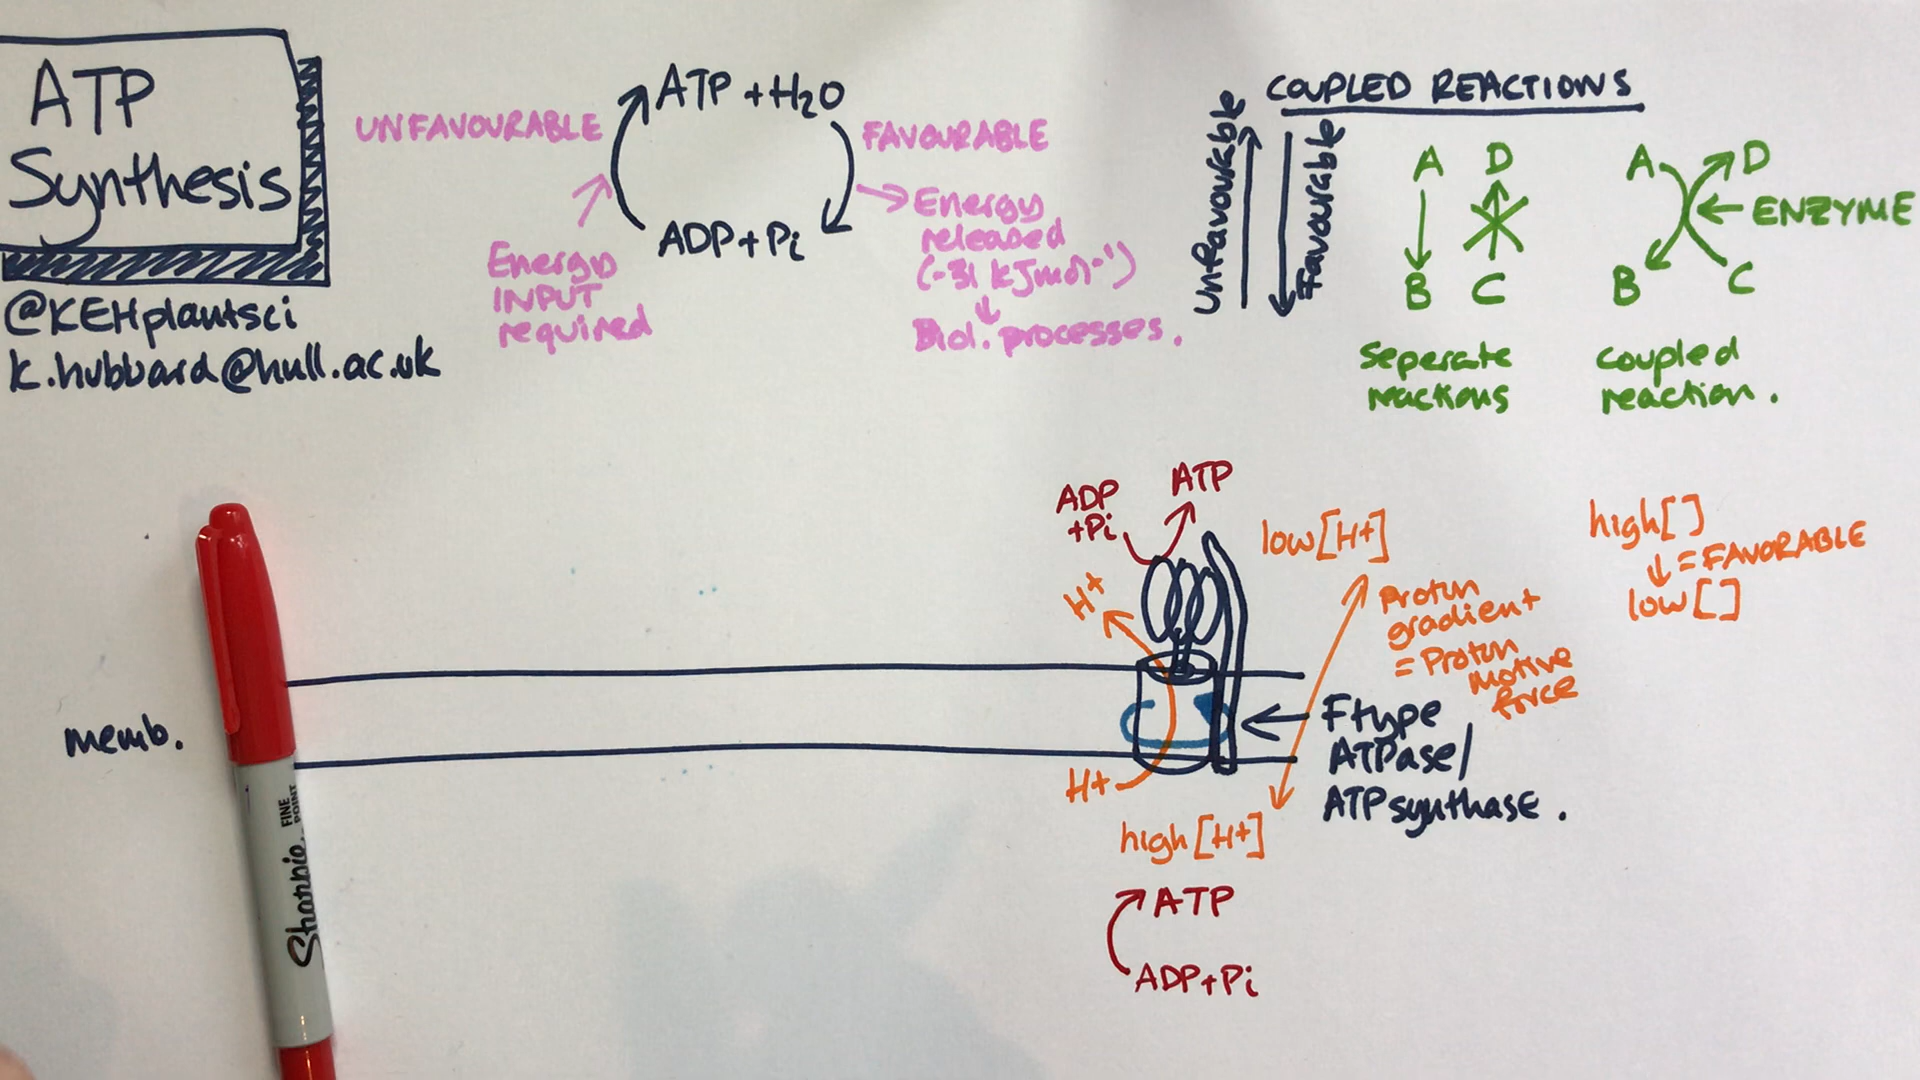 ATP
Synthesis
@KEHplantsci
k.hubbard@hull.ac.uk
UNFAVOURABLE
Energy
INPUT
required
ATP + H2O
ADP + Pi
FAVOURABLE
Energy
released
(-31 kJmol-1)
Biol. processes.
COUPLED REACTIONS
Unfavourable
Favourable
A D
B C
Seperate
reactions
A D
ENZYME
B C
coupled
reaction.
memb.
ADP
+Pi
ATP
H+
H+
low [H+]
high [H+]
Proton
gradient
= Proton
Motive
force
high [ ]
= FAVORABLE
low [ ]
F type
ATPase/
ATP synthase.
ATP
ADP+Pi
Sharpie.
FINE
POINT